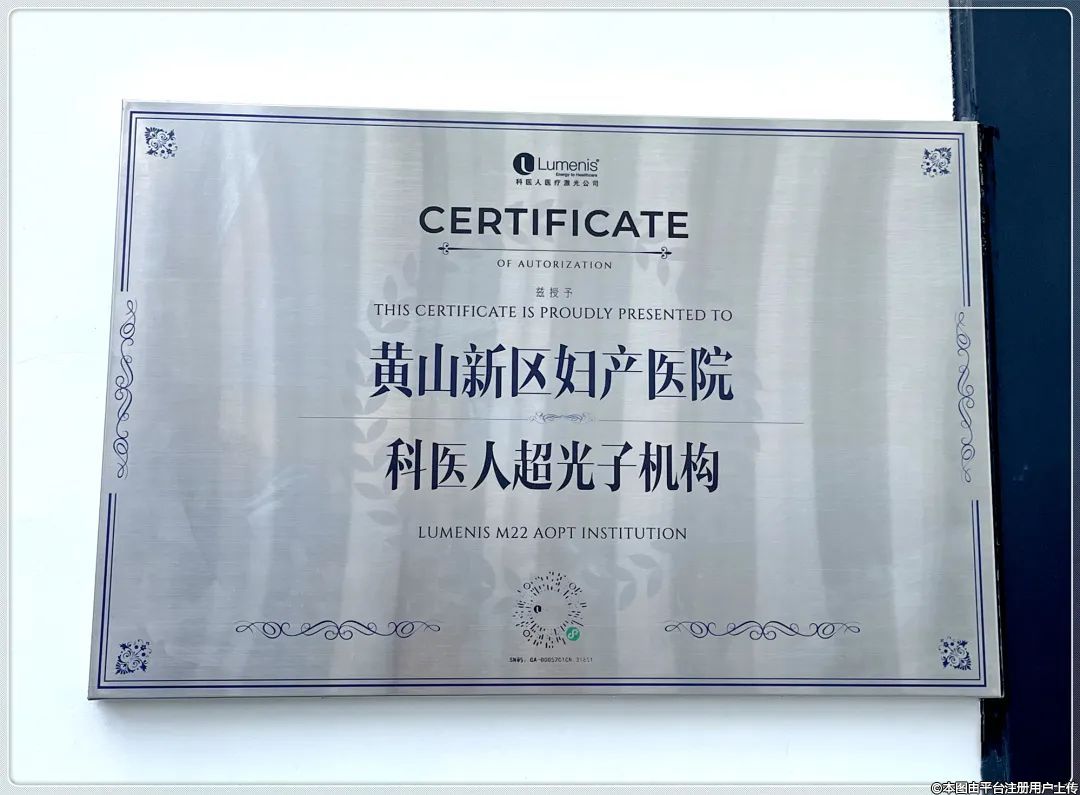 Lumenis®
Energy to Healthcare
科医人医疗激光公司
CERTIFICATE
OF AUTORIZATION
兹授予
THIS CERTIFICATE IS PROUDLY PRESENTED TO
黄山新区妇产医院
科医人超光子机构
LUMENIS M22 AOPT INSTITUTION
©本图由平台注册用户上传